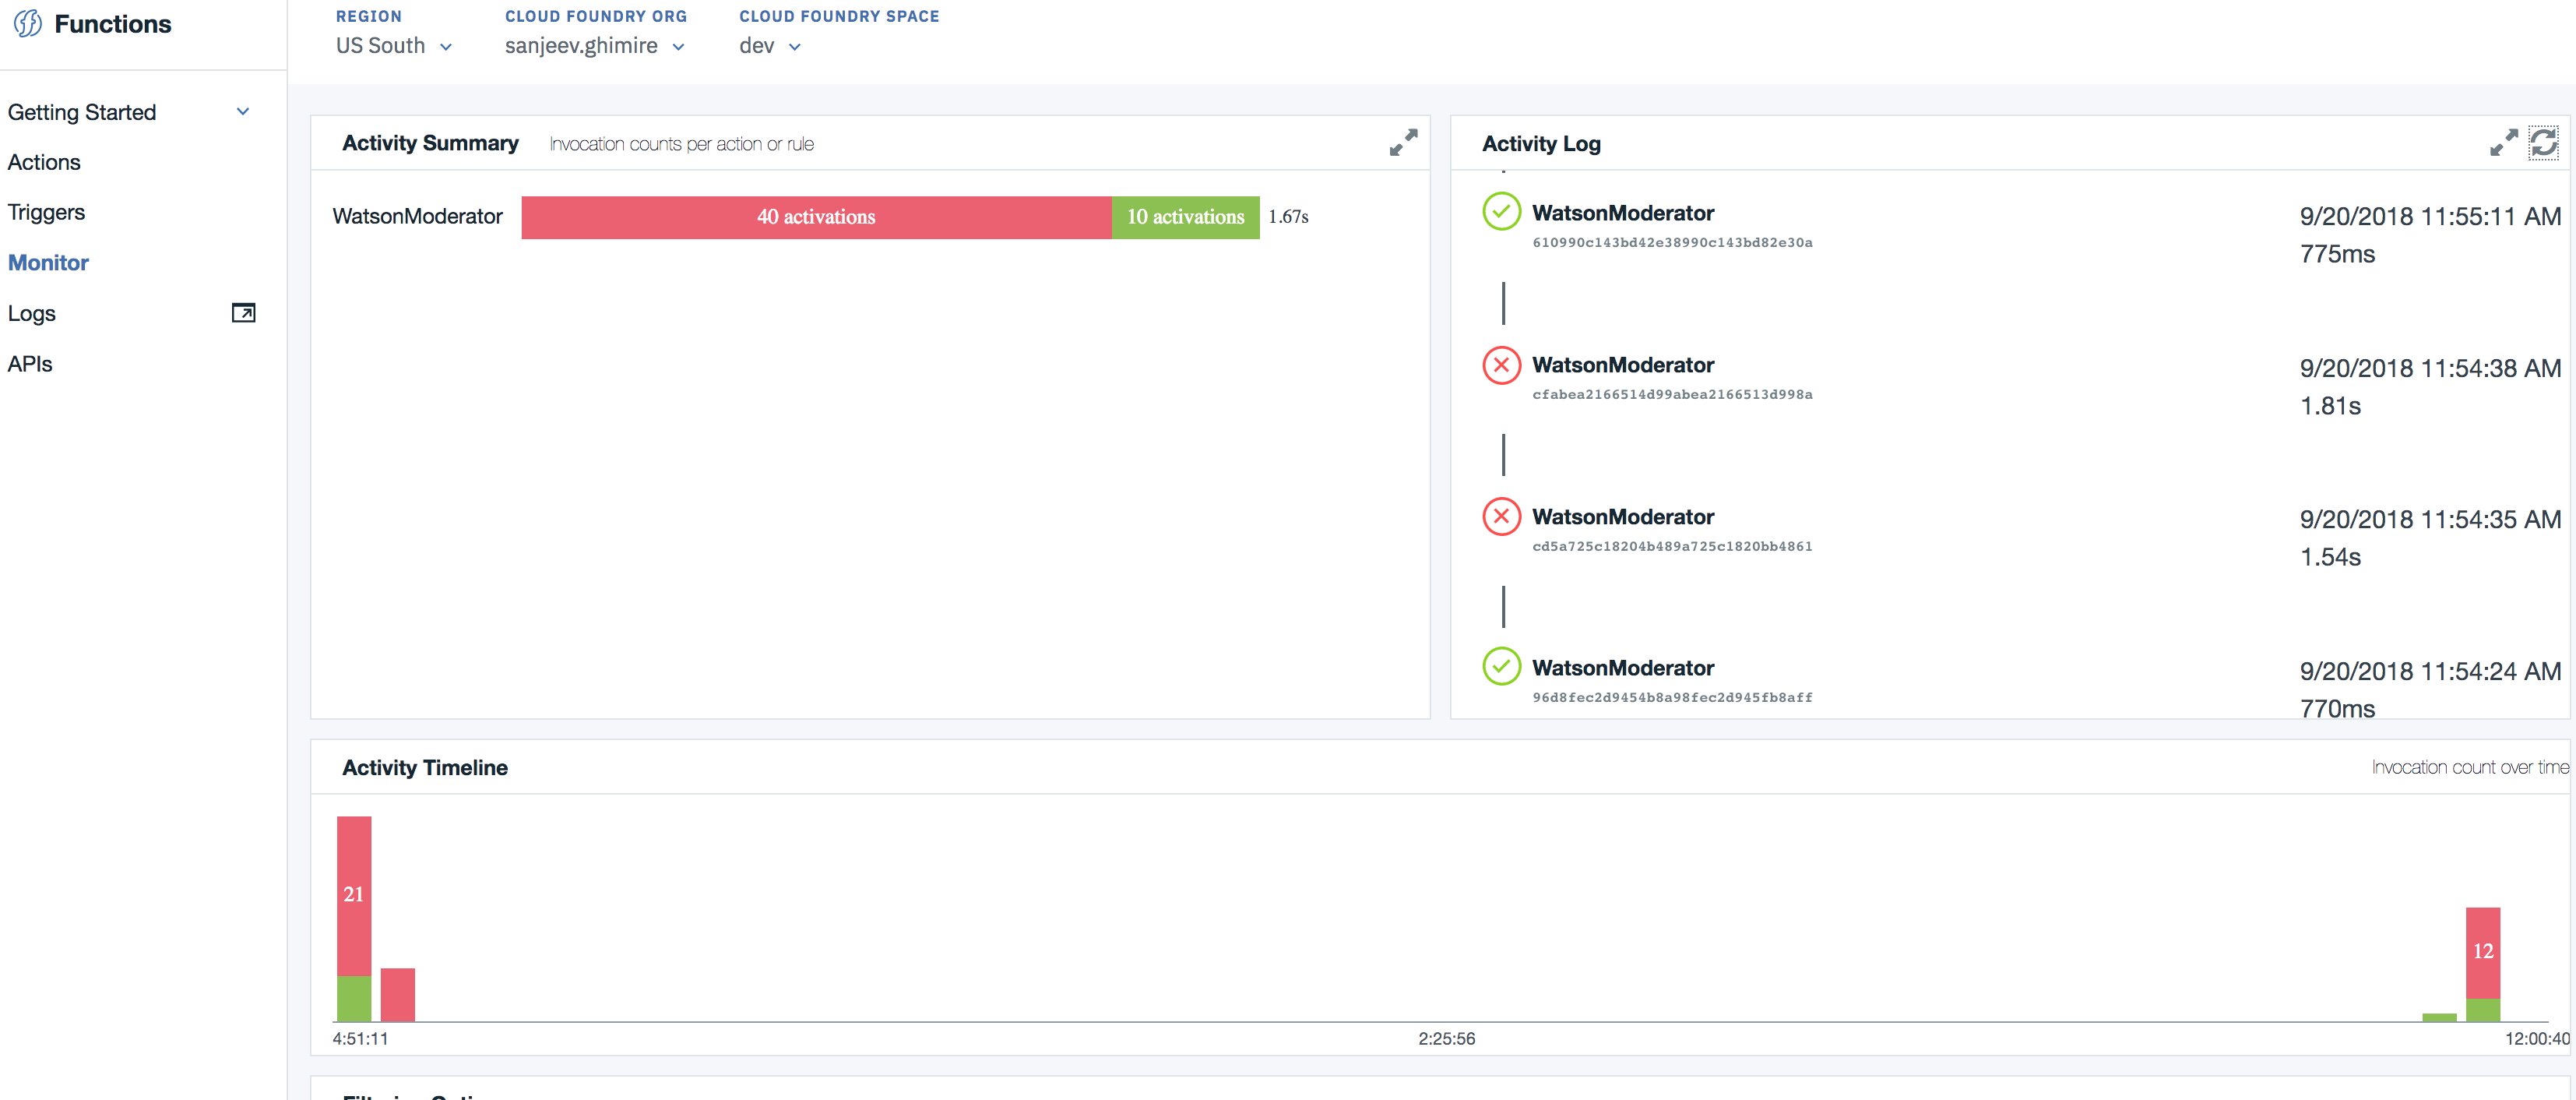 Functions
REGION
US South
CLOUD FOUNDRY ORG
sanjeev.ghimire
CLOUD FOUNDRY SPACE
dev
Getting Started
Actions
Triggers
Monitor
Logs
APIs
Activity Summary Invocation counts per action or rule
WatsonModerator 40 activations 10 activations 1.67s
Activity Log
WatsonModerator 9/20/2018 11:55:11 AM
610990c143bd42e38990c143bd82e30a 775ms
WatsonModerator 9/20/2018 11:54:38 AM
cfabea2166514d99abea2166513d998a 1.81s
WatsonModerator 9/20/2018 11:54:35 AM
cd5a725c18204b489a725c1820bb4861 1.54s
WatsonModerator 9/20/2018 11:54:24 AM
96d8fec2d9454b8a98fec2d945fb8aff 770ms
Activity Timeline Invocation count over time
21
12
4:51:11 2:25:56 12:00:40